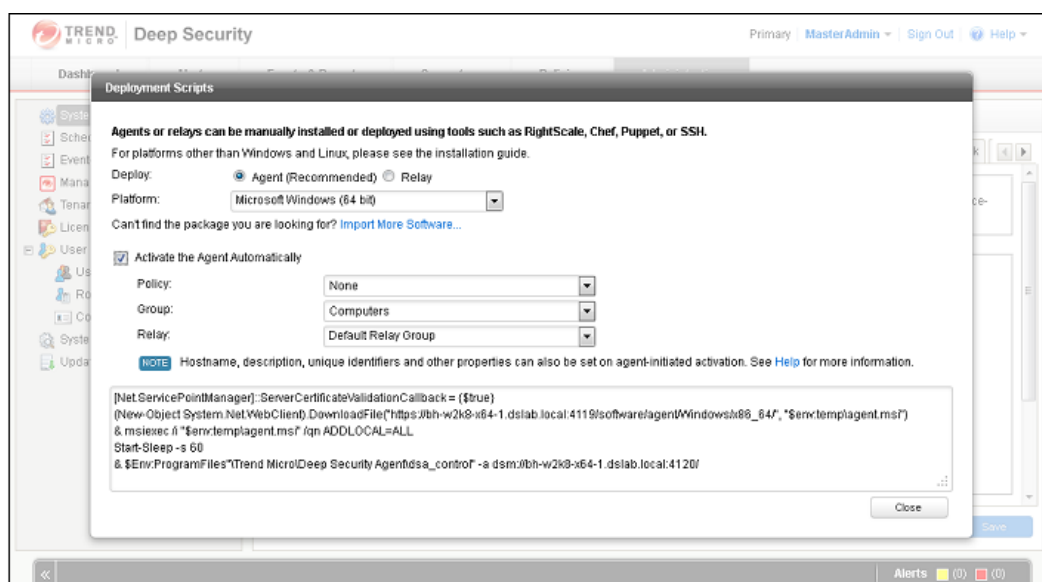 TREND MICRO Deep Security
Primary MasterAdmin Sign Out Help
Deployment Scripts
Agents or relays can be manually installed or deployed using tools such as RightScale, Chef, Puppet, or SSH.
For platforms other than Windows and Linux, please see the installation guide.
Deploy: Agent (Recommended) Relay
Platform: Microsoft Windows (64 bit)
Can't find the package you are looking for? Import More Software...
Activate the Agent Automatically
Policy: None
Group: Computers
Relay: Default Relay Group
NOTE Hostname, description, unique identifiers and other properties can also be set on agent-initiated activation. See Help for more information.
[Net.ServicePointManager]::ServerCertificateValidationCallback = {$true}
(New-Object System.Net.WebClient).DownloadFile("https://bh-w2k8-x64-1.dslab.local:4119/software/agent/Windows/x86_64/", "$env:temp\agent.msi")
& msiexec /i "$env:temp\agent.msi" /qn ADDLOCAL=ALL
Start-Sleep -s 60
& $Env:ProgramFiles"\Trend Micro\Deep Security Agent\dsa_control" -a dsm://bh-w2k8-x64-1.dslab.local:4120/
Close
Save
Alerts (0) (0)